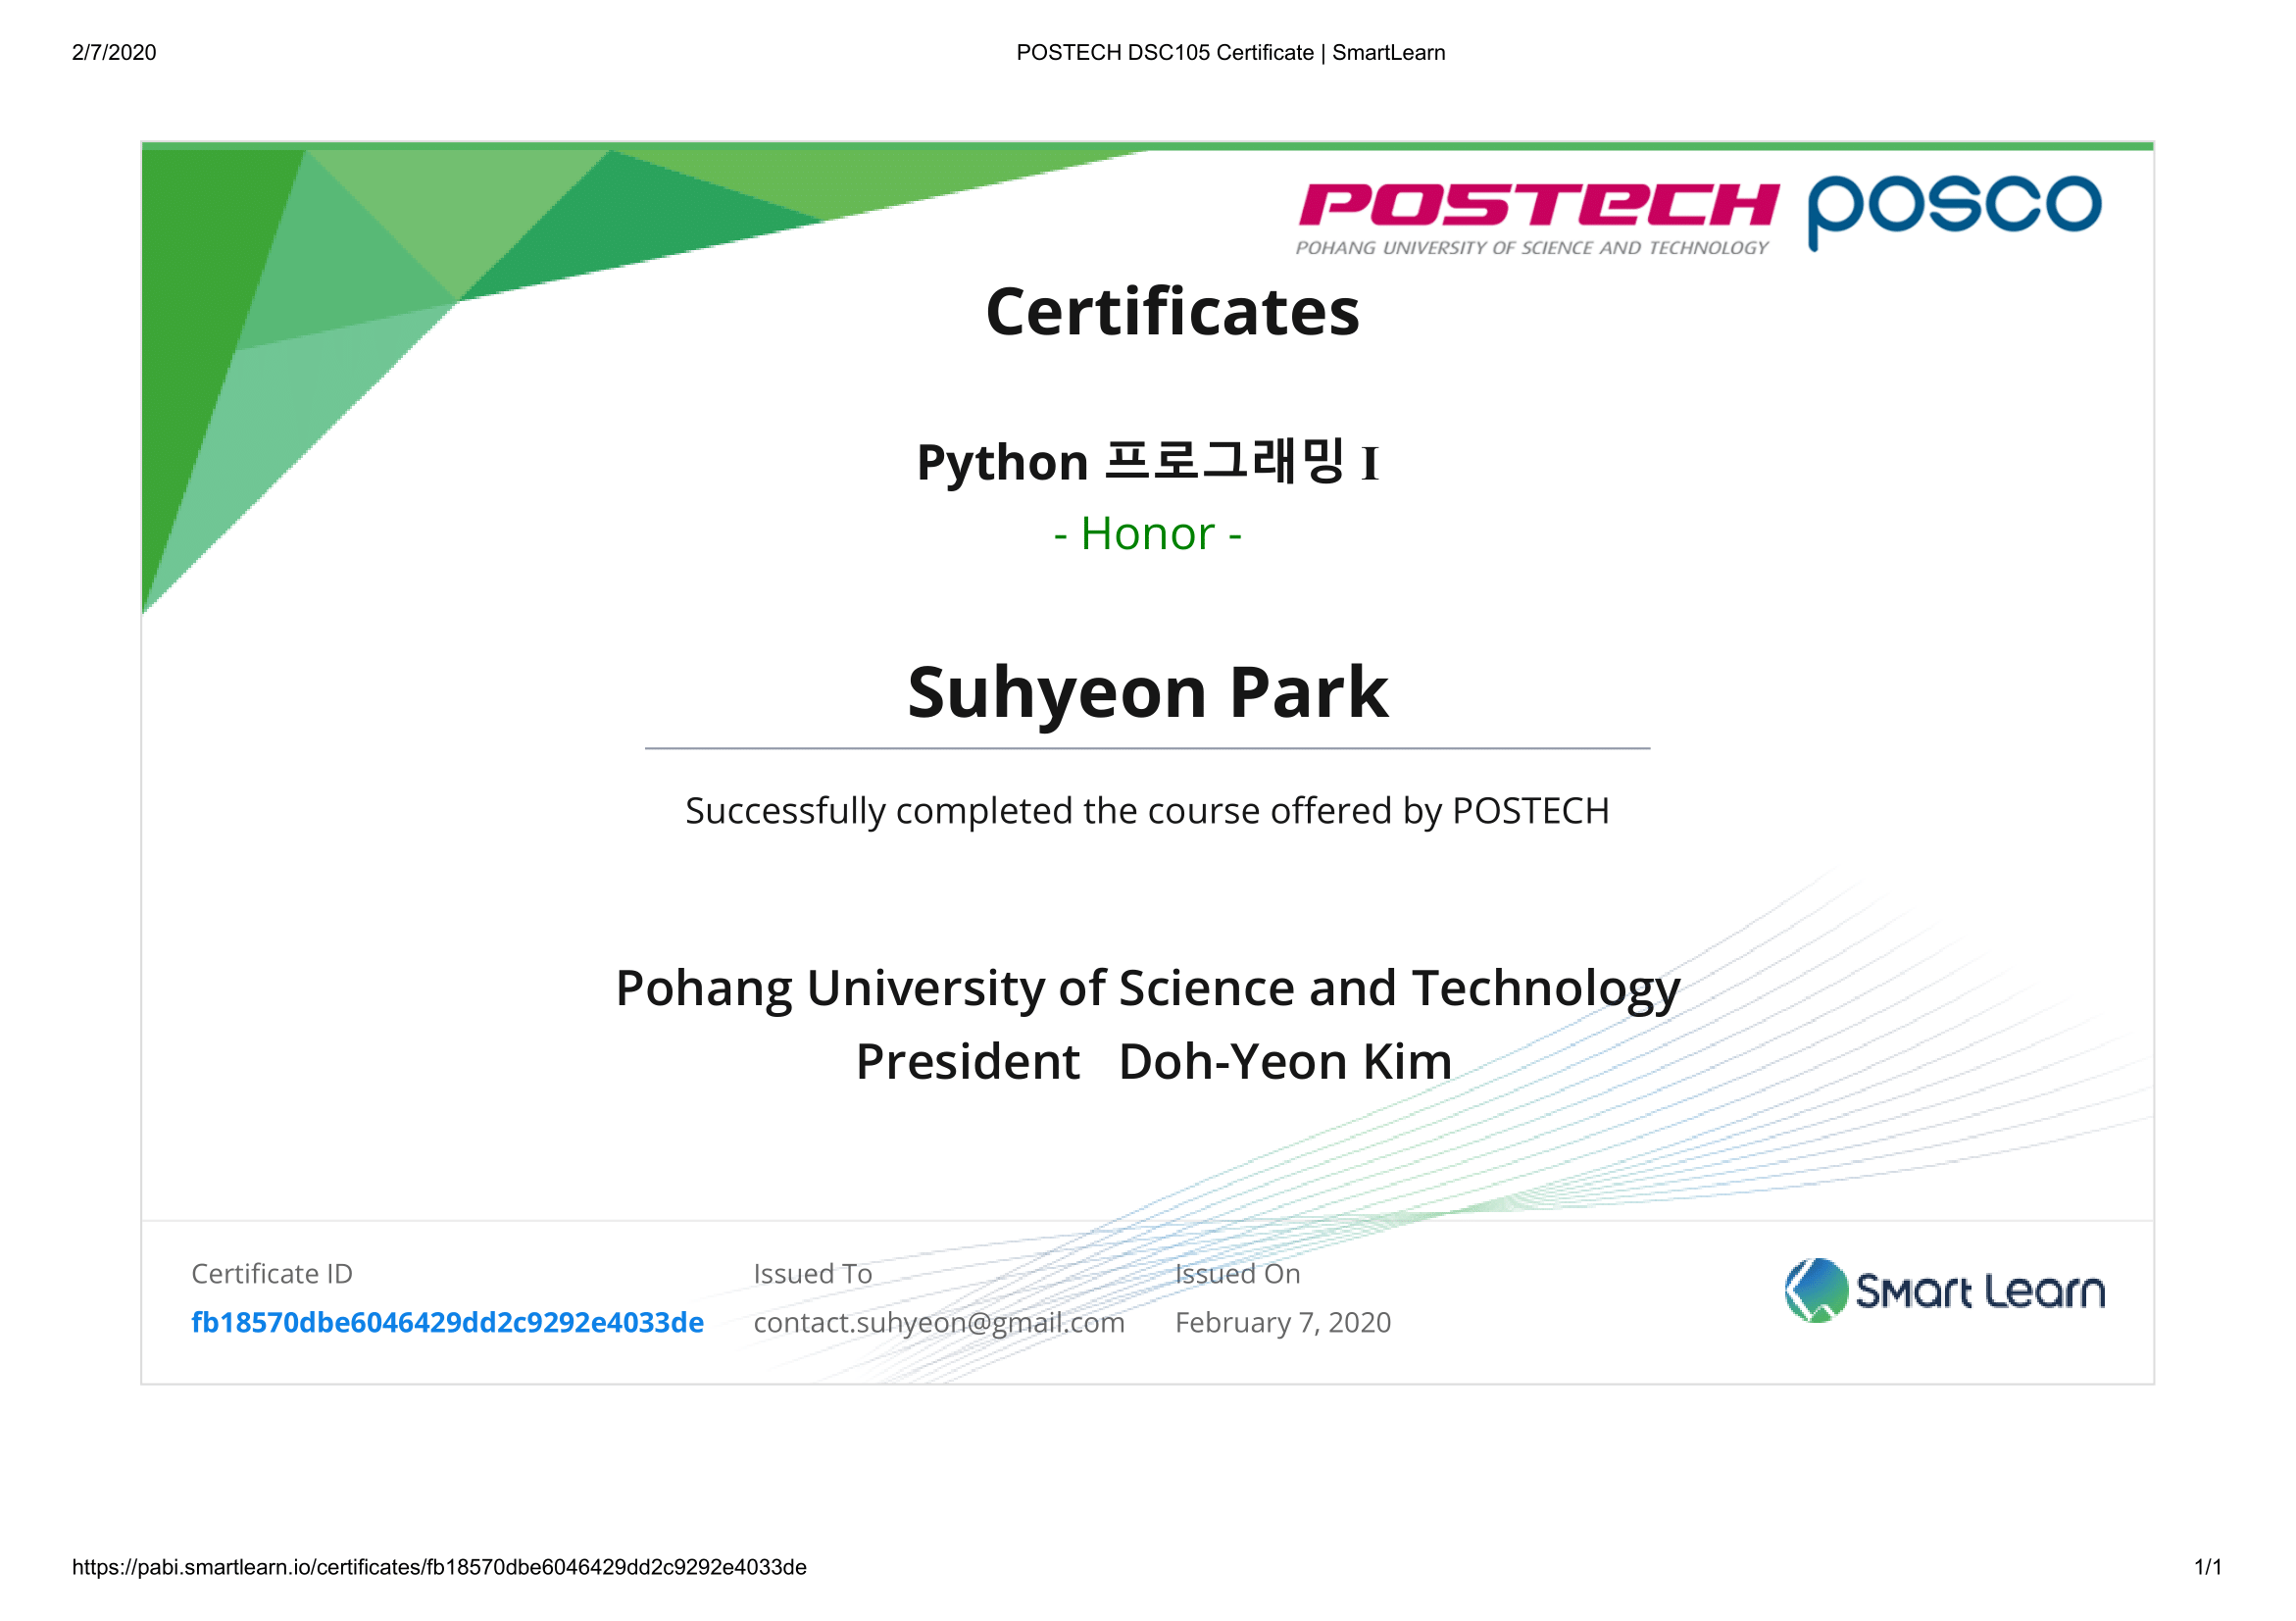 2/7/2020
POSTECH DSC105 Certificate | SmartLearn
POSTECH
POHANG UNIVERSITY OF SCIENCE AND TECHNOLOGY
posco
Certificates
Python 프로그래밍 I
- Honor -
Suhyeon Park
Successfully completed the course offered by POSTECH
Pohang University of Science and Technology
President Doh-Yeon Kim
Certificate ID
fb18570dbe6046429dd2c9292e4033de
Issued To
contact.suhyeon@gmail.com
Issued On
February 7, 2020
Smart Learn
https://pabi.smartlearn.io/certificates/fb18570dbe6046429dd2c9292e4033de
1/1